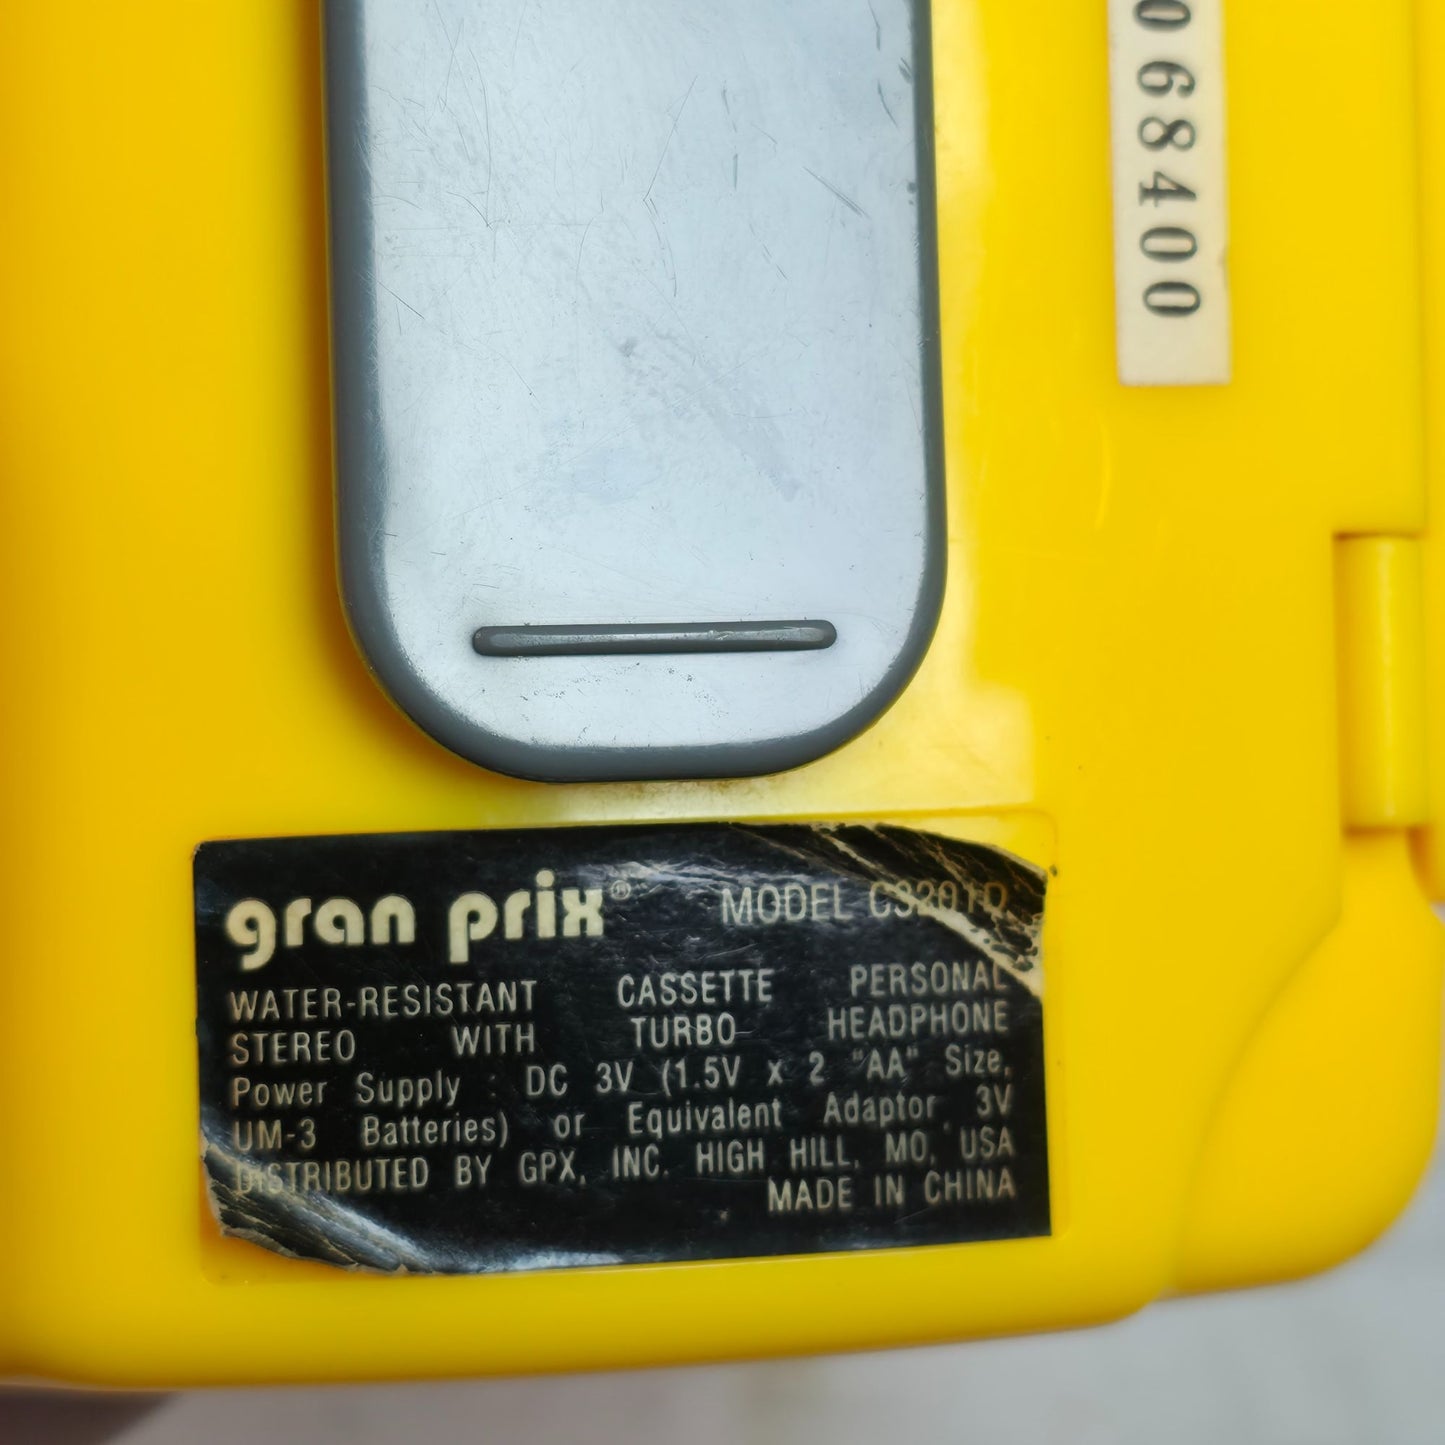 068400
gran prix® MODEL C3201D
WATER-RESISTANT CASSETTE PERSONAL
STEREO WITH TURBO HEADPHONE
Power Supply : DC 3V (1.5V x 2 "AA" Size,
UM-3 Batteries) or Equivalent Adaptor 3V
DISTRIBUTED BY GPX, INC. HIGH HILL, MO, USA
MADE IN CHINA